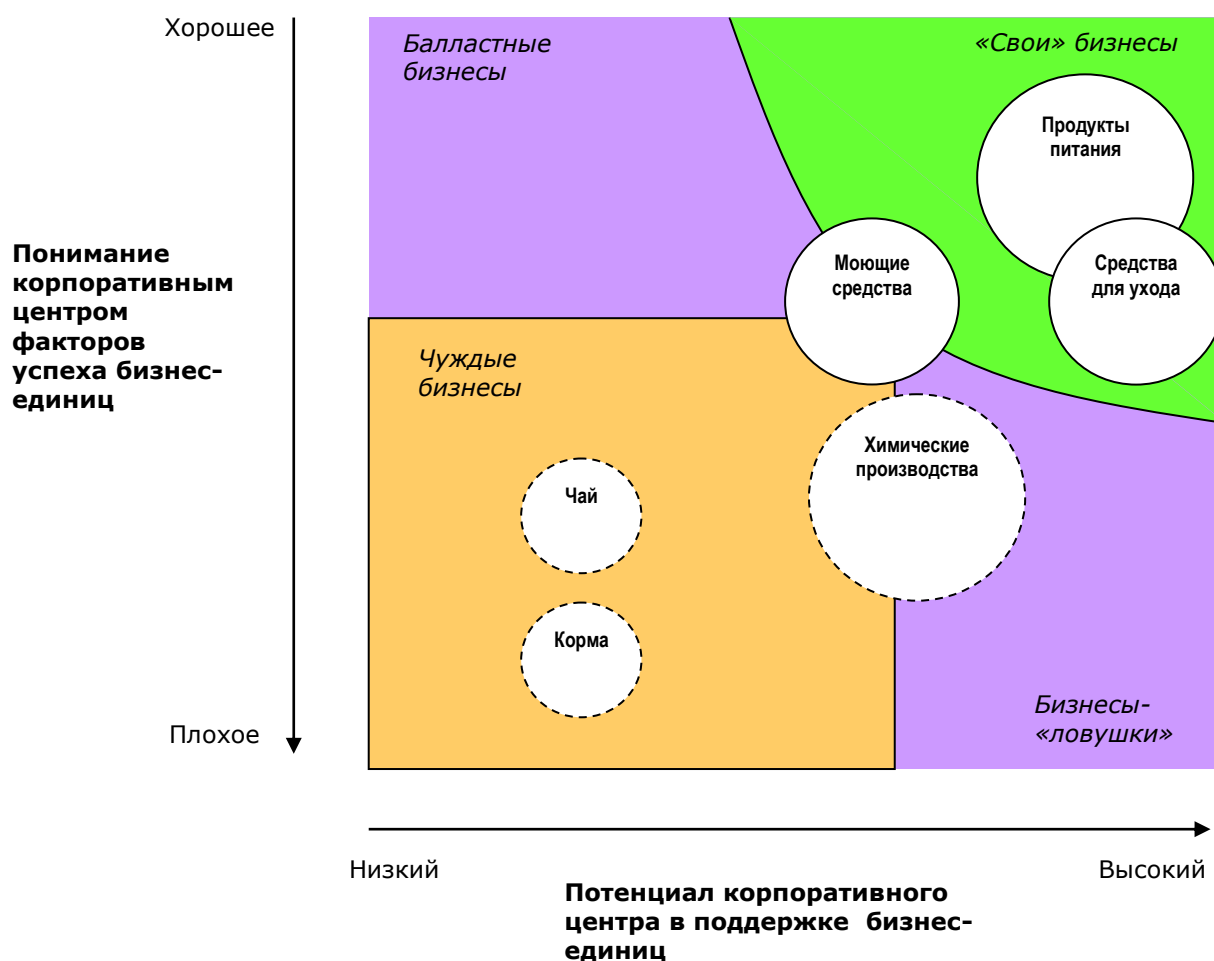 Хорошее
Балластные
бизнесы
«Свои» бизнесы
Продукты
питания
Понимание
корпоративным
центром
факторов
успеха бизнес-
единиц
Моющие
средства
Средства
для ухода
Чуждые
бизнесы
Химические
производства
Чай
Корма
Бизнесы-
«ловушки»
Плохое
Низкий
Высокий
Потенциал корпоративного
центра в поддержке бизнес-
единиц